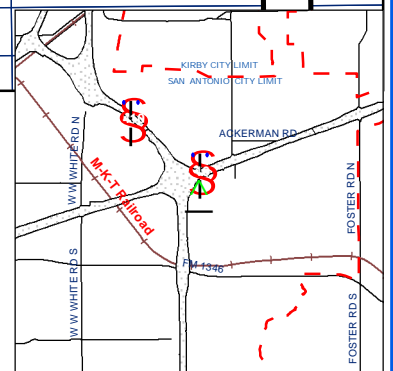 KIRBY CITY LIMIT
SAN ANTONIO CITY LIMIT
ACKERMAN RD
W W WHITE RD N
M-K-T Railroad
FOSTER RD N
FM 1346
W W WHITE RD S
FOSTER RD S